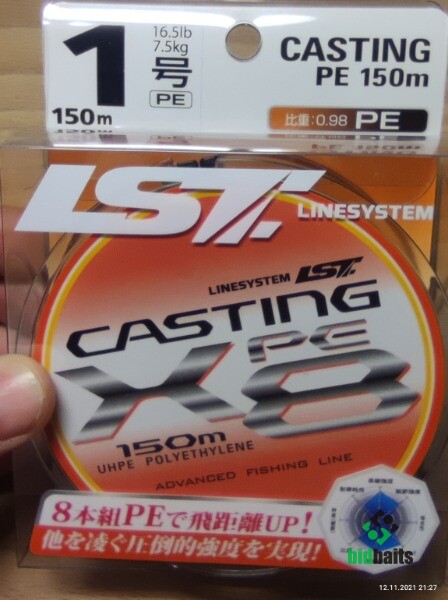 1号
16.5lb
7.5kg
PE
150m
CASTING
PE 150m
比重:0.98 PE
LST.
LINESYSTEM
LINESYSTEM LST.
CASTING
PE
X8
150m
UHPE POLYETHYLENE
ADVANCED FISHING LINE
8本組PEで飛距離UP!
他を凌ぐ圧倒的強度を実現!
bidbaits
12.11.2021 21:27